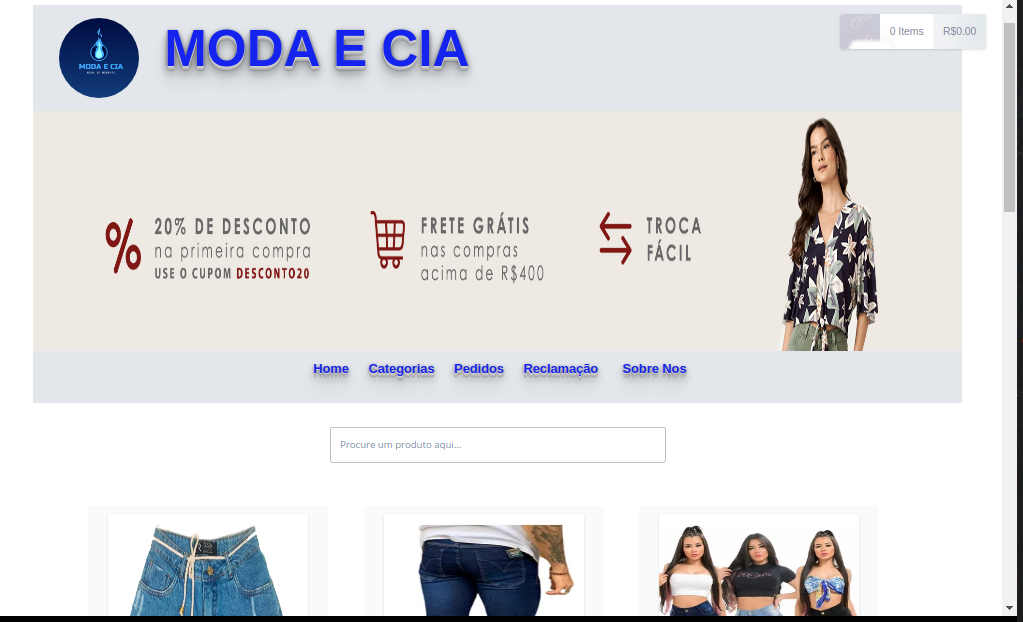 MODA E CIA
MODA E CIA
0 Items
R$0.00
20% DE DESCONTO
na primeira compra
USE O CUPOM DESCONTO20
FRETE GRÁTIS
nas compras
acima de R$400
TROCA
FÁCIL
Home Categorias Pedidos Reclamação Sobre Nos
Procure um produto aqui...